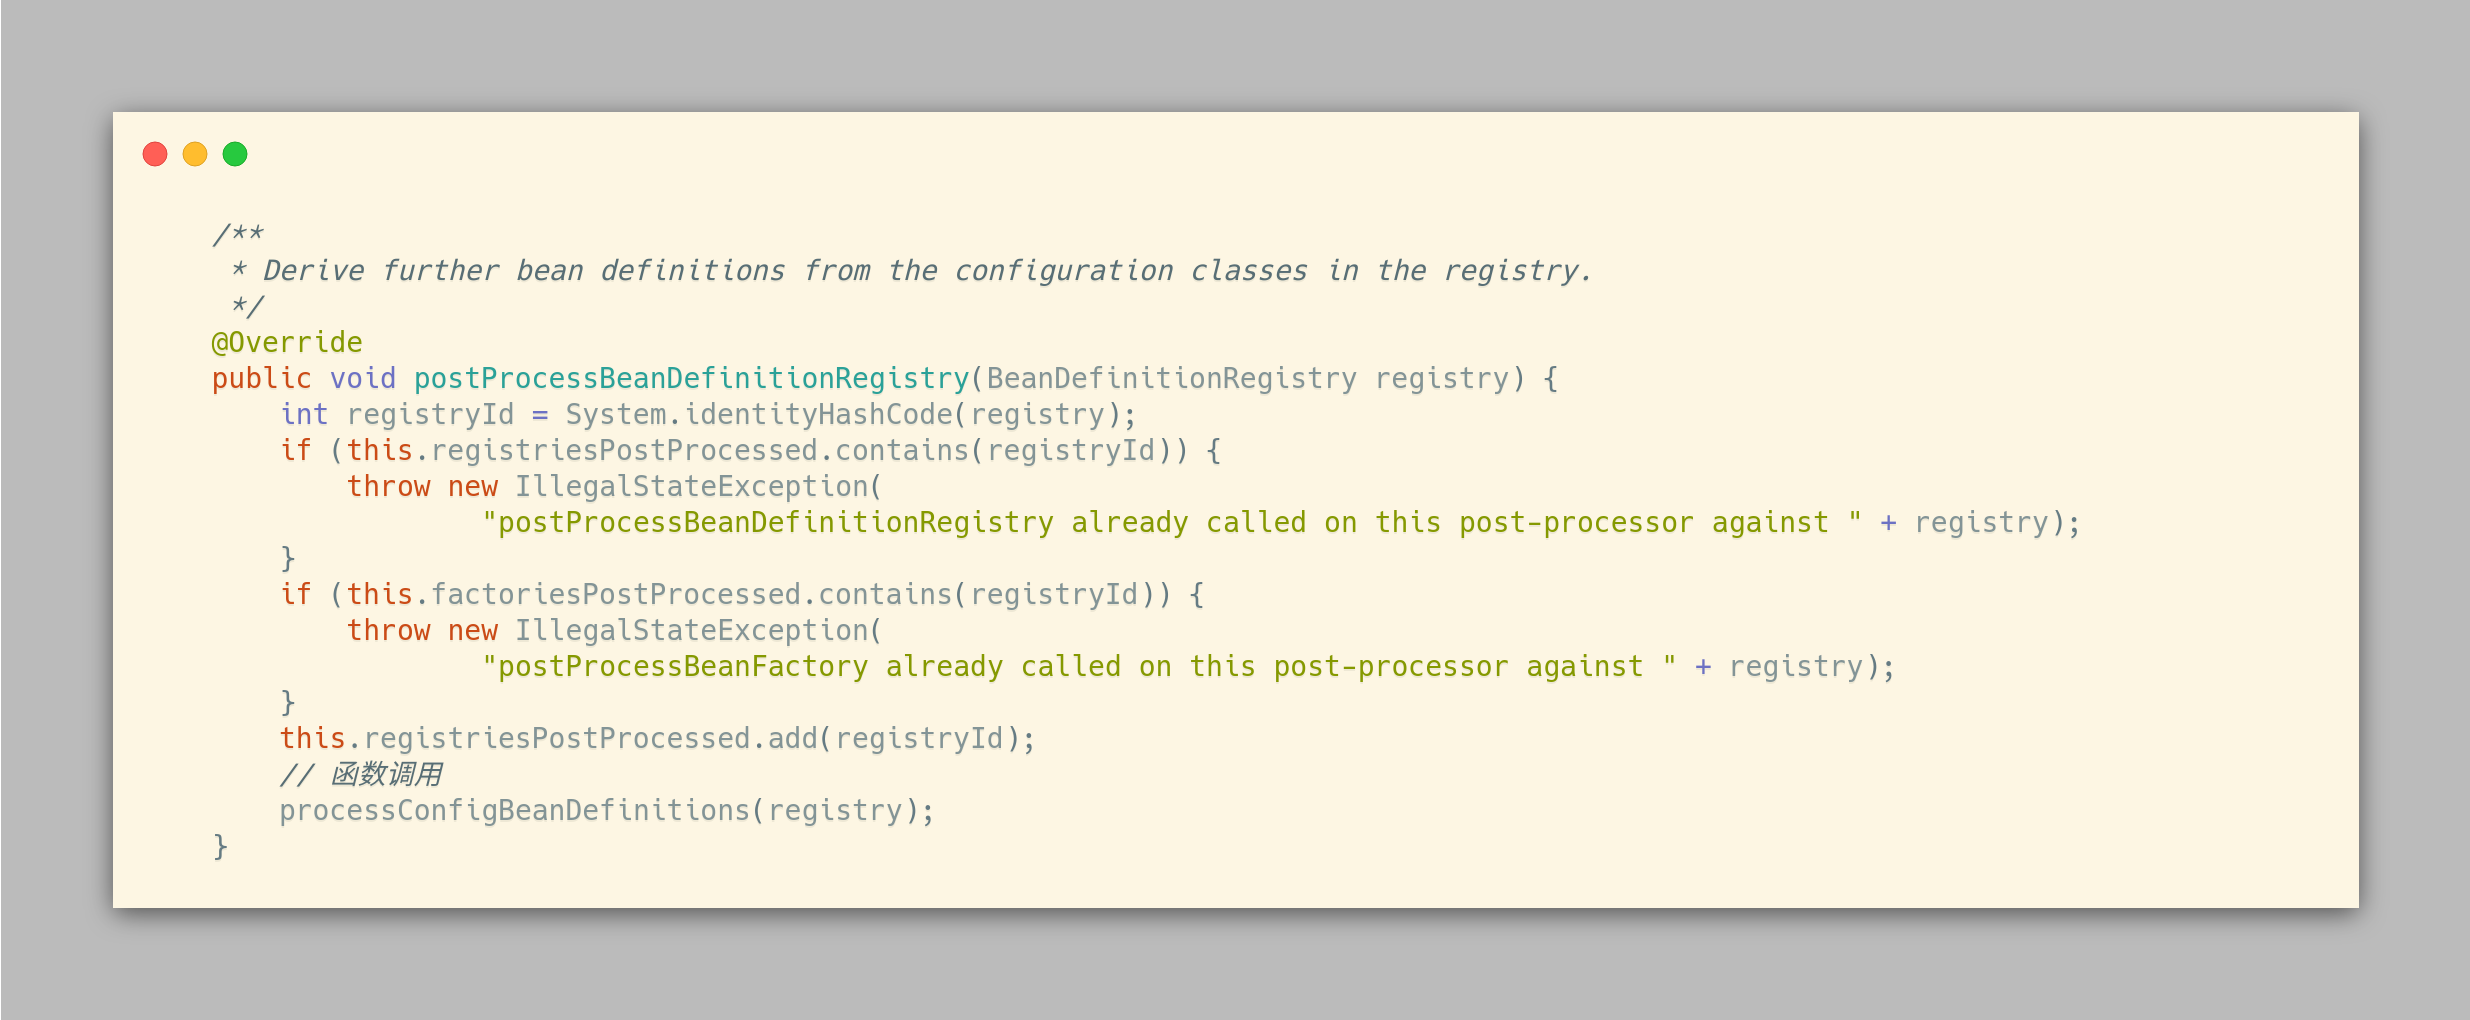 /**
 * Derive further bean definitions from the configuration classes in the registry.
 */
@Override
public void postProcessBeanDefinitionRegistry(BeanDefinitionRegistry registry) {
    int registryId = System.identityHashCode(registry);
    if (this.registriesPostProcessed.contains(registryId)) {
        throw new IllegalStateException(
                "postProcessBeanDefinitionRegistry already called on this post-processor against " + registry);
    }
    if (this.factoriesPostProcessed.contains(registryId)) {
        throw new IllegalStateException(
                "postProcessBeanFactory already called on this post-processor against " + registry);
    }
    this.registriesPostProcessed.add(registryId);
    // 函数调用
    processConfigBeanDefinitions(registry);
}